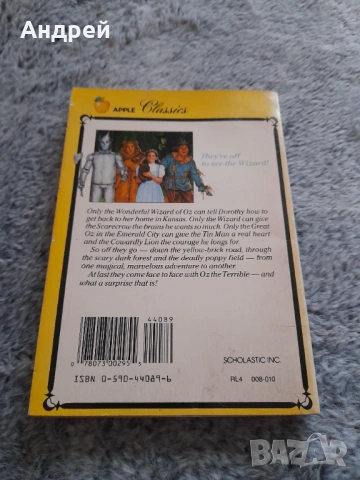 Андрей
APPLE Classics
They're off
to see the Wizard!
Only the Wonderful Wizard of Oz can tell Dorothy how to
get back to her home in Kansas. Only the Wizard can give
the Scarecrow the brains he wants so much. Only the Great
Oz in the Emerald City can give the Tin Man a real heart
and the Cowardly Lion the courage he longs for.
So off they go — down the yellow-brick road, through
the scary dark forest and the deadly poppy field — from
one magical, marvelous adventure to another.
At last they come face to face with Oz the Terrible — and
what a surprise that is!
44089
0 78073 00295 5
ISBN 0-590-44089-6
SCHOLASTIC INC.
RL4 008-010
BAZAR